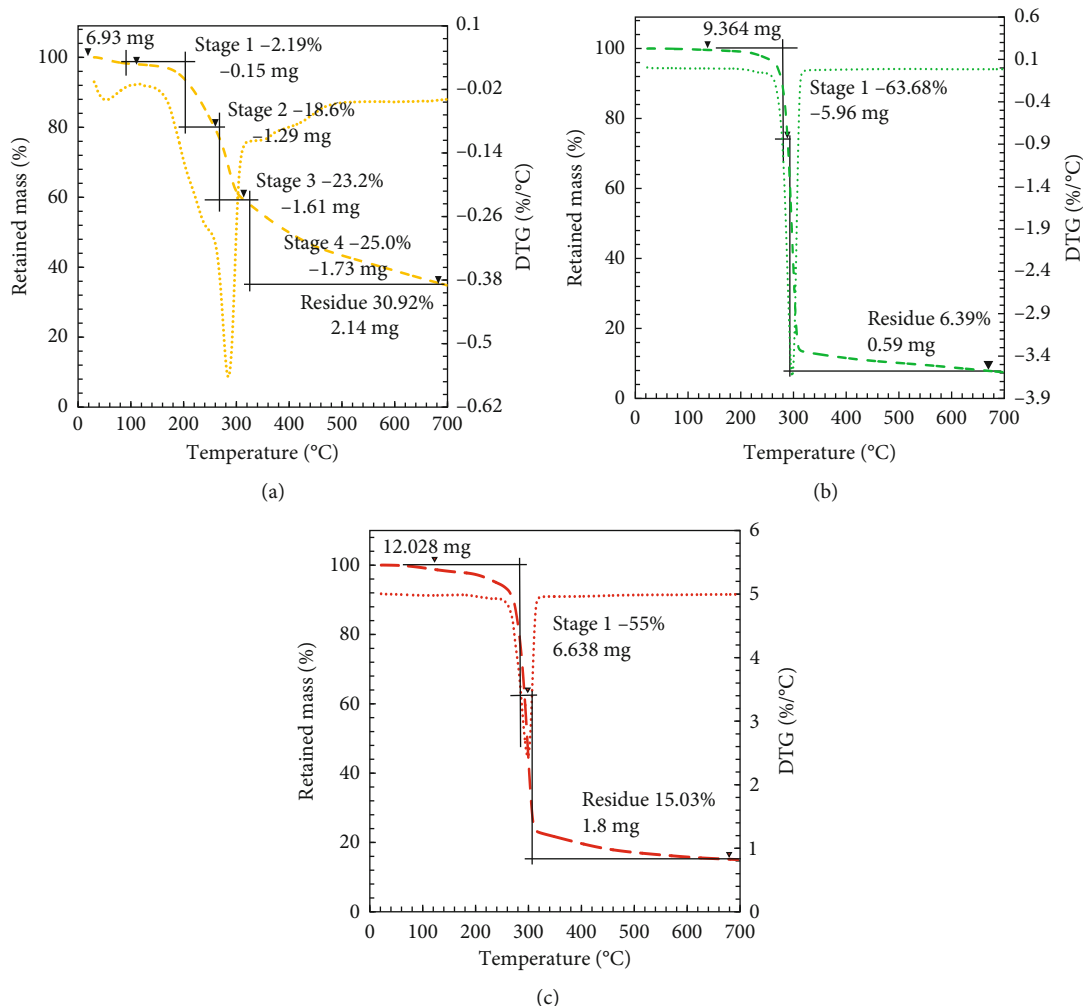 6.93 mg
Stage 1 –2.19%
–0.15 mg
Stage 2 –18.6%
–1.29 mg
Stage 3 –23.2%
–1.61 mg
Stage 4 –25.0%
–1.73 mg
Residue 30.92%
2.14 mg
Retained mass (%)
100
80
60
40
20
0
0 100 200 300 400 500 600 700
Temperature (°C)
0.1
–0.02
–0.14
–0.26
–0.38
–0.5
–0.62
DTG (%/°C)
(a)
9.364 mg
Stage 1 –63.68%
–5.96 mg
Residue 6.39%
0.59 mg
Retained mass (%)
100
80
60
40
20
0
0 100 200 300 400 500 600 700
Temperature (°C)
0.6
0.1
–0.4
–0.9
–1.4
–1.9
–2.4
–2.9
–3.4
–3.9
DTG (%/°C)
(b)
12.028 mg
Stage 1 –55%
6.638 mg
Residue 15.03%
1.8 mg
Retained mass (%)
100
80
60
40
20
0
0 100 200 300 400 500 600 700
Temperature (°C)
6
5
4
3
2
1
0
DTG (%/°C)
(c)